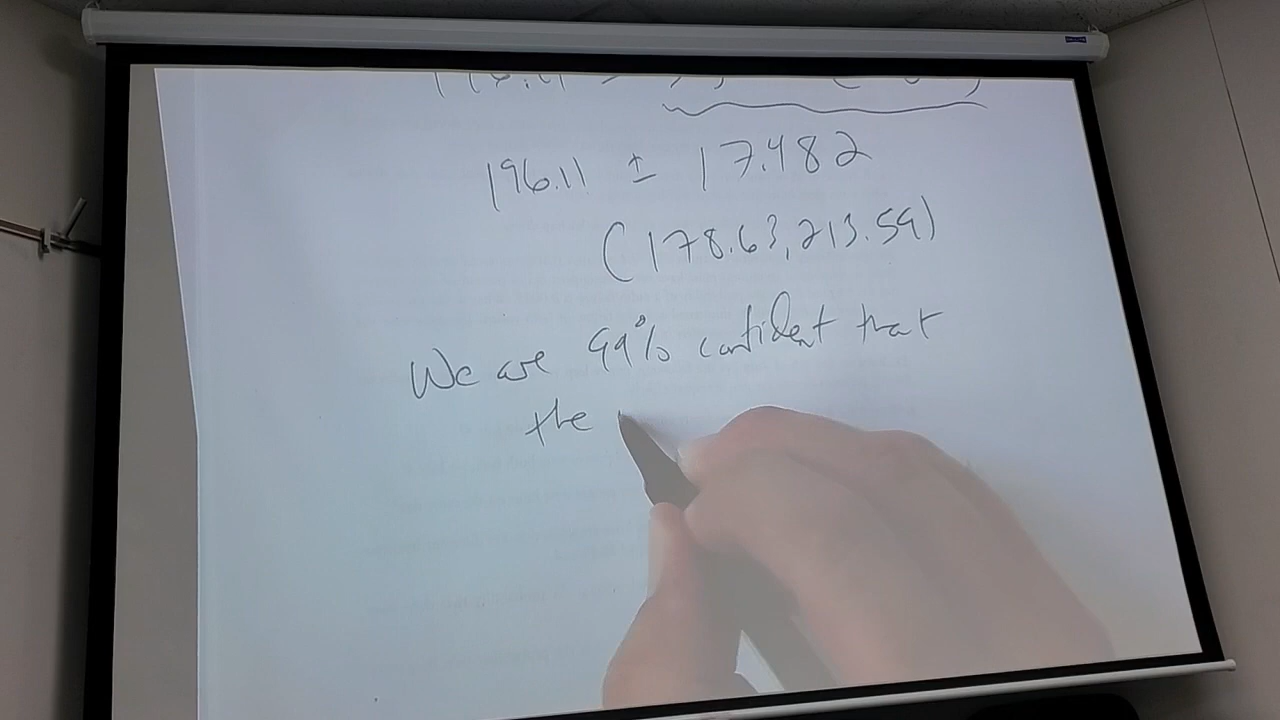 196.11 ± 17.482
(178.63, 213.59)
We are 99% confident that
the